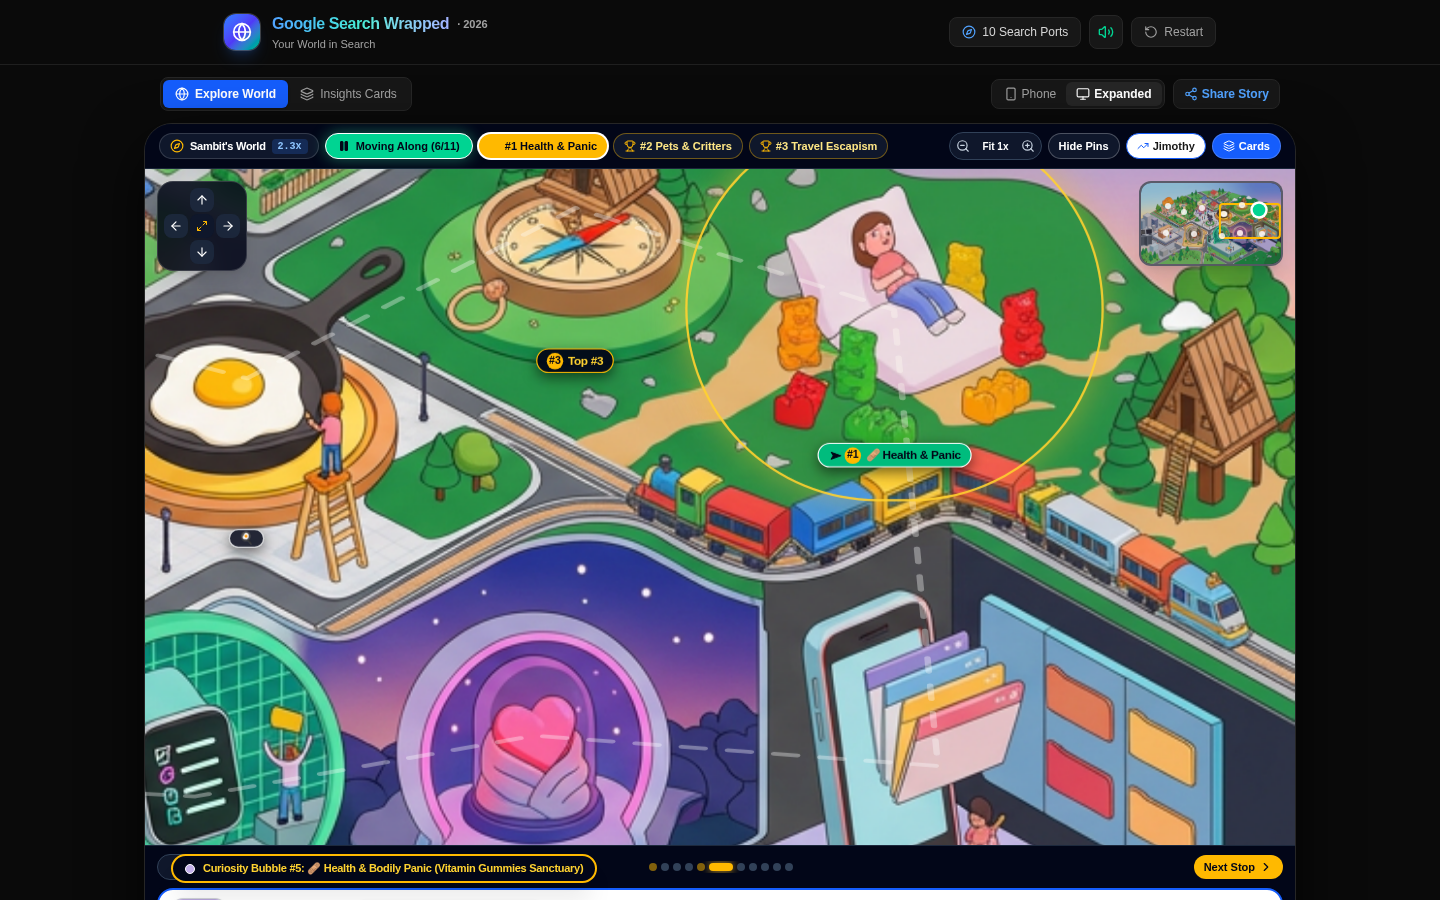 Google Search Wrapped · 2026
Your World in Search
10 Search Ports
Restart
Explore World
Insights Cards
Phone
Expanded
Share Story
Sambit's World 2.3x
Moving Along (6/11)
#1 Health & Panic
#2 Pets & Critters
#3 Travel Escapism
Fit 1x
Hide Pins
Jimothy
Cards
#3 Top #3
#1 🩹 Health & Panic
Curiosity Bubble #5: 🩹 Health & Bodily Panic (Vitamin Gummies Sanctuary)
Next Stop